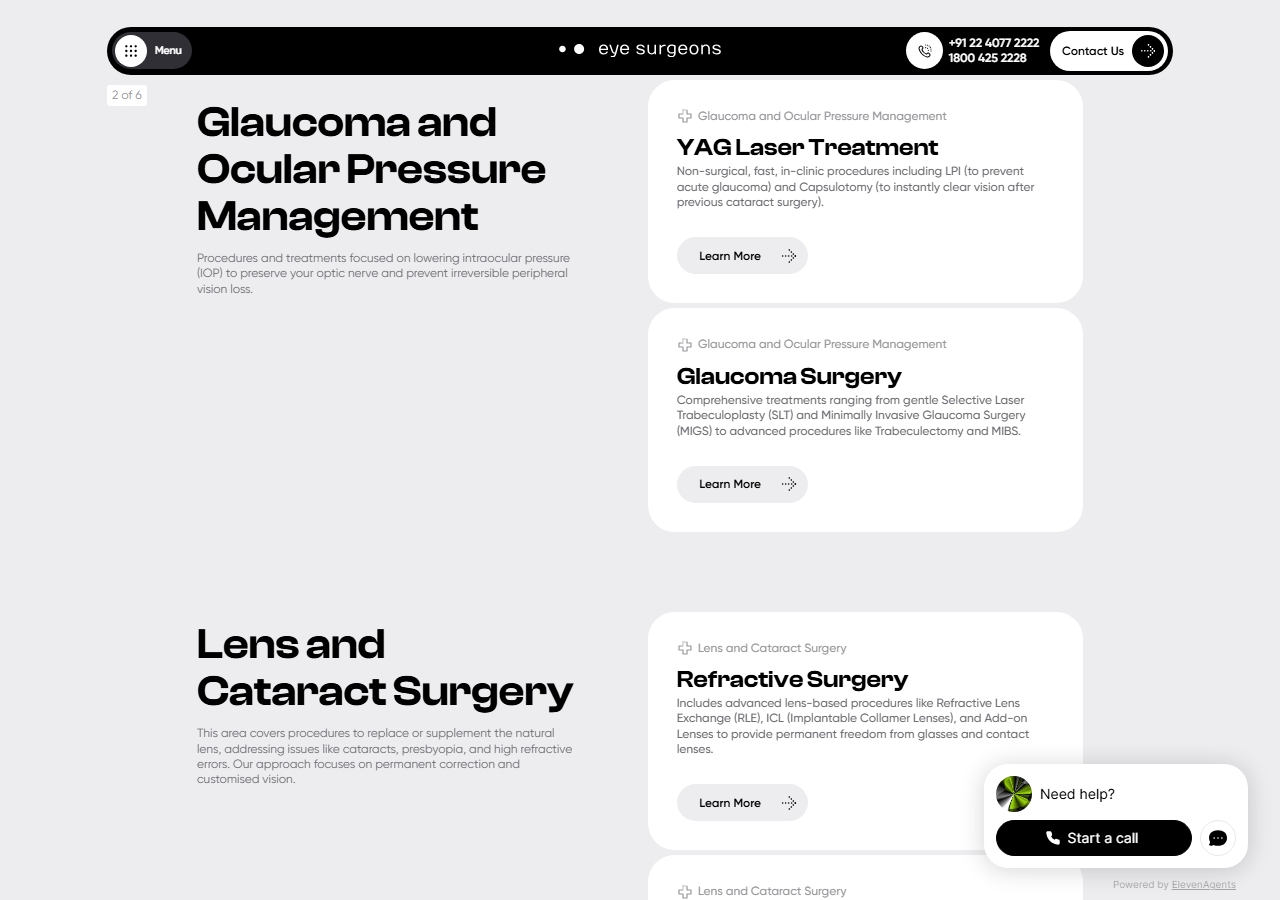 Menu
eye surgeons
+91 22 4077 2222
1800 425 2228
Contact Us
2 of 6
Glaucoma and
Ocular Pressure
Management
Procedures and treatments focused on lowering intraocular pressure
(IOP) to preserve your optic nerve and prevent irreversible peripheral
vision loss.
Glaucoma and Ocular Pressure Management
YAG Laser Treatment
Non-surgical, fast, in-clinic procedures including LPI (to prevent
acute glaucoma) and Capsulotomy (to instantly clear vision after
previous cataract surgery).
Learn More
Glaucoma and Ocular Pressure Management
Glaucoma Surgery
Comprehensive treatments ranging from gentle Selective Laser
Trabeculoplasty (SLT) and Minimally Invasive Glaucoma Surgery
(MIGS) to advanced procedures like Trabeculectomy and MIBS.
Learn More
Lens and
Cataract Surgery
This area covers procedures to replace or supplement the natural
lens, addressing issues like cataracts, presbyopia, and high refractive
errors. Our approach focuses on permanent correction and
customised vision.
Lens and Cataract Surgery
Refractive Surgery
Includes advanced lens-based procedures like Refractive Lens
Exchange (RLE), ICL (Implantable Collamer Lenses), and Add-on
Lenses to provide permanent freedom from glasses and contact
lenses.
Learn More
Lens and Cataract Surgery
Need help?
Start a call
Powered by ElevenAgents